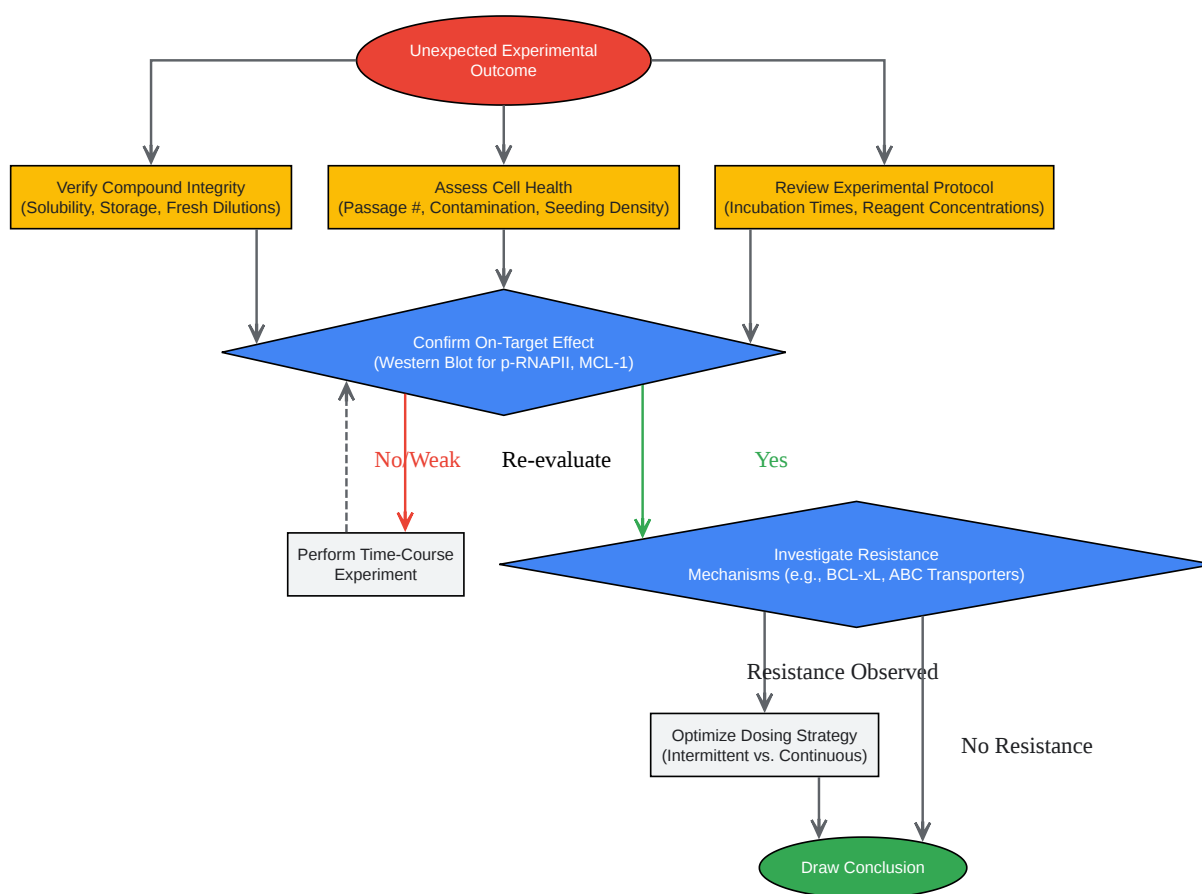 Unexpected Experimental
Outcome
Verify Compound Integrity
(Solubility, Storage, Fresh Dilutions)
Assess Cell Health
(Passage #, Contamination, Seeding Density)
Review Experimental Protocol
(Incubation Times, Reagent Concentrations)
Confirm On-Target Effect
(Western Blot for p-RNAPII, MCL-1)
No/Weak
Re-evaluate
Yes
Perform Time-Course
Experiment
Investigate Resistance
Mechanisms (e.g., BCL-xL, ABC Transporters)
Resistance Observed
Optimize Dosing Strategy
(Intermittent vs. Continuous)
No Resistance
Draw Conclusion